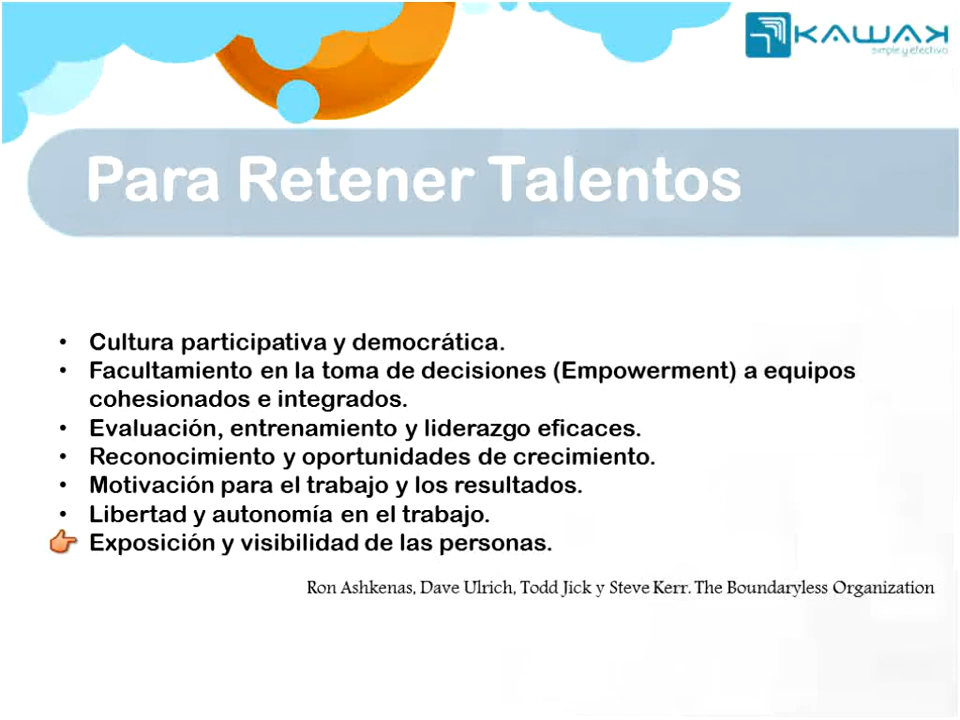 KAWAK
simple y efectivo
Para Retener Talentos
• Cultura participativa y democrática.
• Facultamiento en la toma de decisiones (Empowerment) a equipos
cohesionados e integrados.
• Evaluación, entrenamiento y liderazgo eficaces.
• Reconocimiento y oportunidades de crecimiento.
• Motivación para el trabajo y los resultados.
• Libertad y autonomía en el trabajo.
Exposición y visibilidad de las personas.
Ron Ashkenas, Dave Ulrich, Todd Jick y Steve Kerr. The Boundaryless Organization